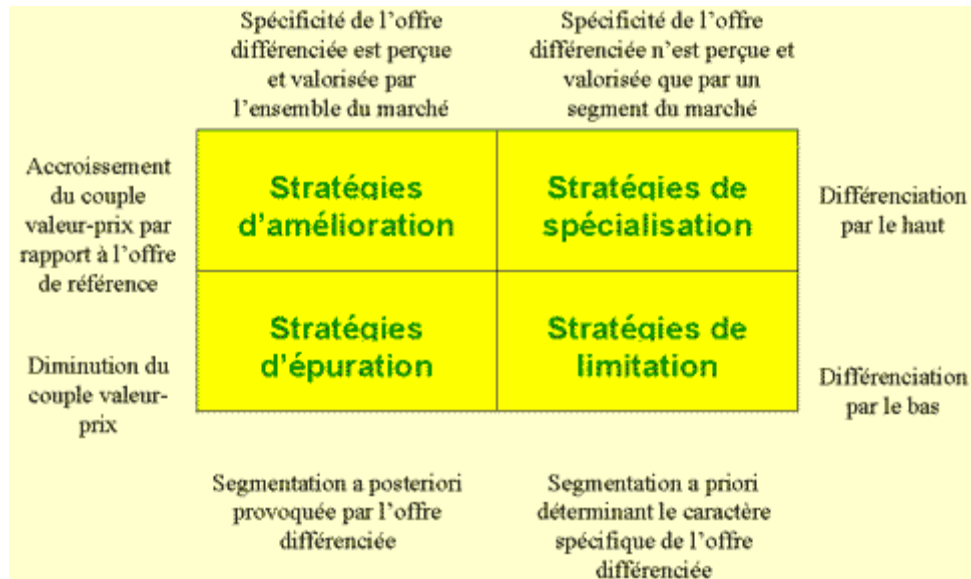 Spécificité de l'offre
différenciée est perçue
et valorisée par
l'ensemble du marché
Spécificité de l'offre
différenciée n'est perçue et
valorisée que par un
segment du marché
Accroissement
du couple
valeur-prix par
rapport à l'offre
de référence
Stratégies
d'amélioration
Stratégies de
spécialisation
Différenciation
par le haut
Diminution du
couple valeur-
prix
Stratégies
d'épuration
Stratégies de
limitation
Différenciation
par le bas
Segmentation a posteriori
provoquée par l'offre
différenciée
Segmentation a priori
déterminant le caractère
spécifique de l'offre
différenciée